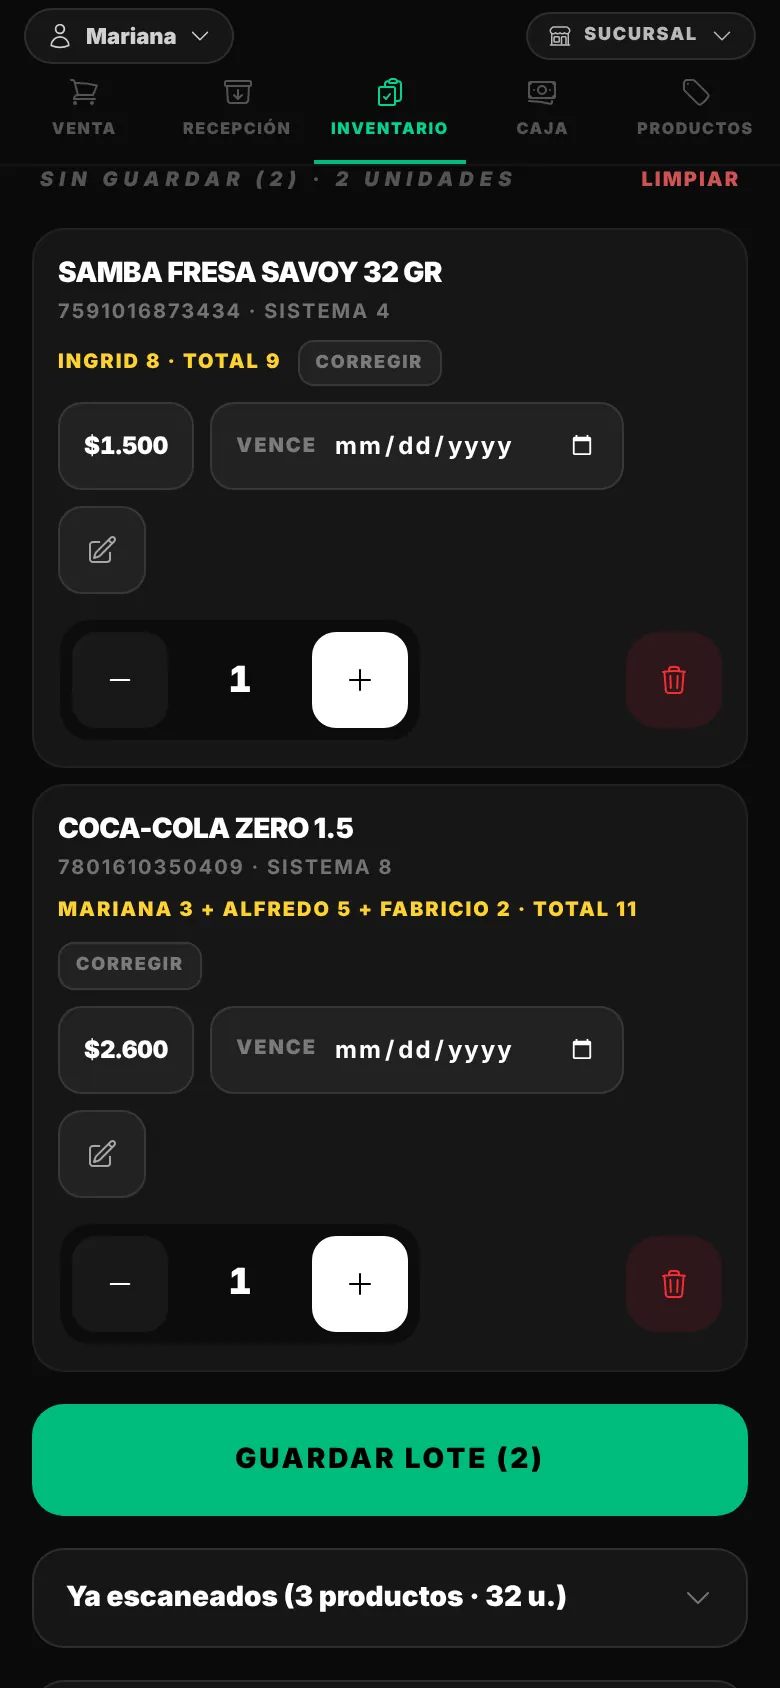 Mariana
SUCURSAL
VENTA
RECEPCIÓN
INVENTARIO
CAJA
PRODUCTOS
SIN GUARDAR (2) · 2 UNIDADES
LIMPIAR
SAMBA FRESA SAVOY 32 GR
7591016873434 · SISTEMA 4
INGRID 8 · TOTAL 9
CORREGIR
$1.500
VENCE mm/dd/yyyy
1
COCA-COLA ZERO 1.5
7801610350409 · SISTEMA 8
MARIANA 3 + ALFREDO 5 + FABRICIO 2 · TOTAL 11
CORREGIR
$2.600
VENCE mm/dd/yyyy
1
GUARDAR LOTE (2)
Ya escaneados (3 productos · 32 u.)